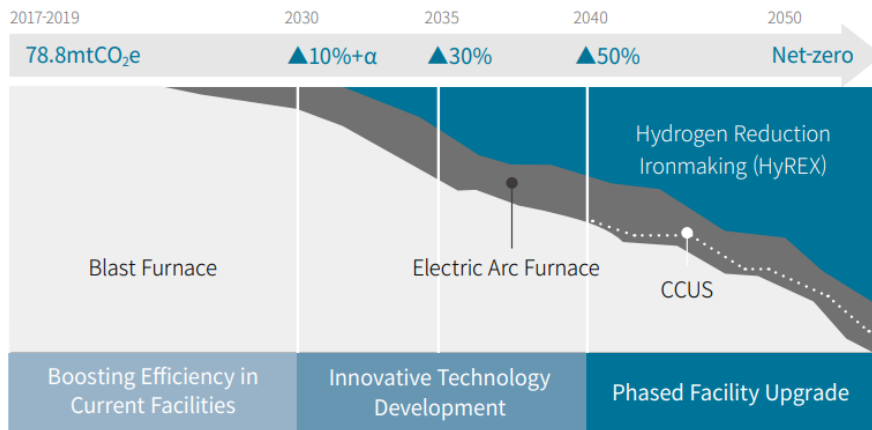 2017-2019 2030 2035 2040 2050
78.8mtCO₂e ▲10%+α ▲30% ▲50% Net-zero
Hydrogen Reduction
Ironmaking (HyREX)
Blast Furnace
Electric Arc Furnace
CCUS
Boosting Efficiency in
Current Facilities
Innovative Technology
Development
Phased Facility Upgrade